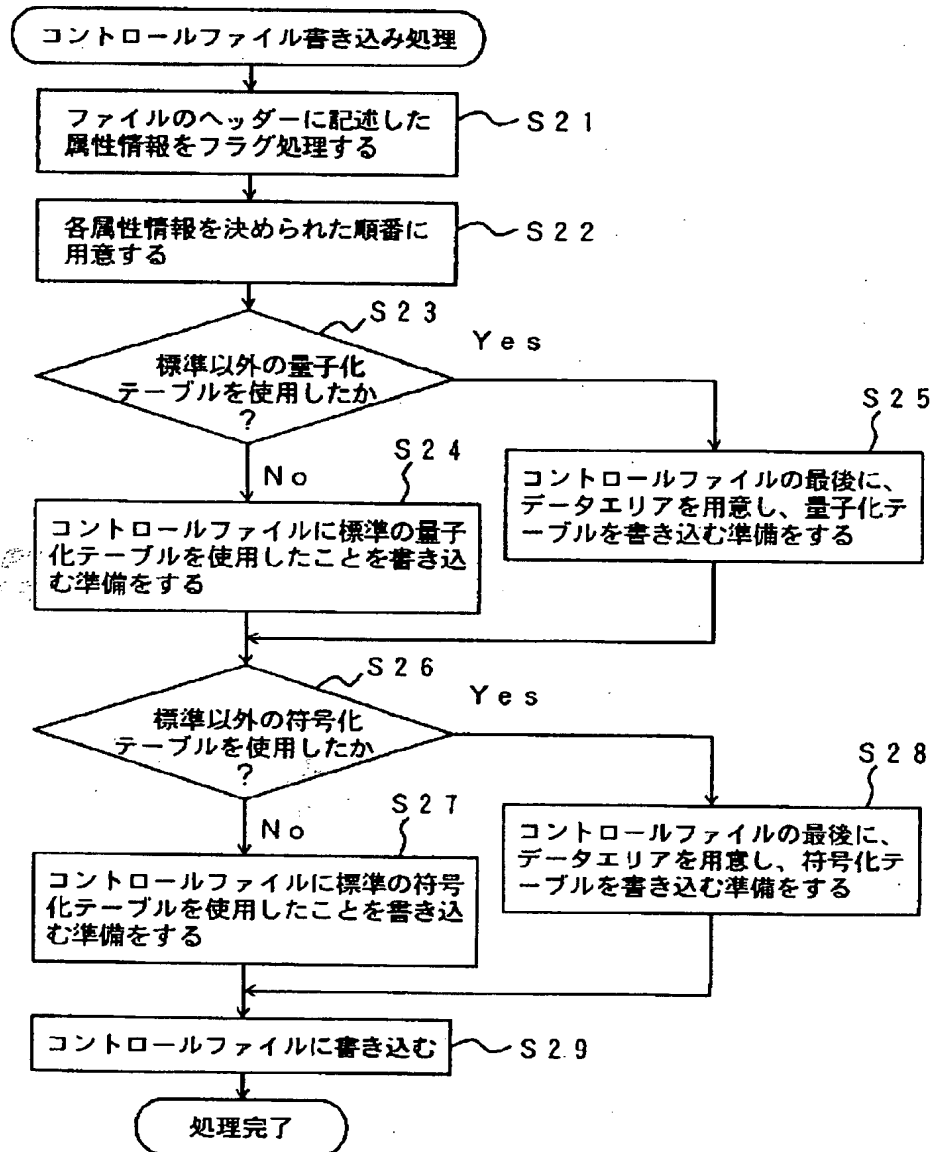 コントロールファイル書き込み処理
ファイルのヘッダーに記述した
属性情報をフラグ処理する
S21
各属性情報を決められた順番に
用意する
S22
S23
標準以外の量子化
テーブルを使用したか
?
Yes
No
S24
コントロールファイルに標準の量子
化テーブルを使用したことを書き込
む準備をする
S25
コントロールファイルの最後に、
データエリアを用意し、量子化テ
ーブルを書き込む準備をする
S26
標準以外の符号化
テーブルを使用したか
?
Yes
No
S27
コントロールファイルに標準の符号
化テーブルを使用したことを書き込
む準備をする
S28
コントロールファイルの最後に、
データエリアを用意し、符号化テ
ーブルを書き込む準備をする
コントロールファイルに書き込む
S29
処理完了